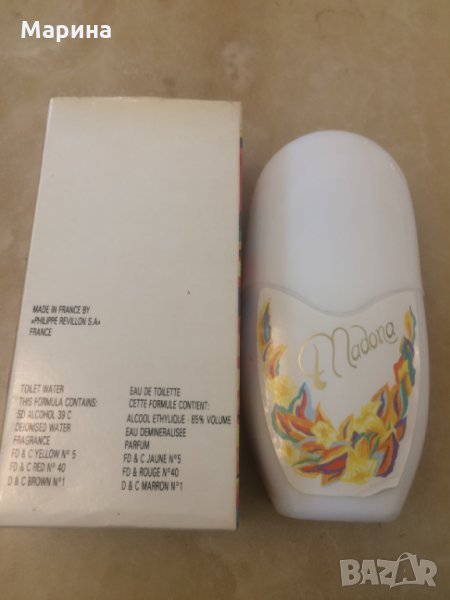 Марина
MADE IN FRANCE BY
«PHILIPPE REVILLON S.A»
FRANCE
TOILET WATER
THIS FORMULA CONTAINS:
SD ALCOHOL 39 C
DEIONISED WATER
FRAGRANCE
FD & C YELLOW N° 5
FD & C RED N° 40
D & C BROWN N°1
EAU DE TOILETTE
CETTE FORMULE CONTIENT:
ALCOOL ETHYLIQUE - 85% VOLUME
EAU DEMINERALISEE
PARFUM
FD & C JAUNE N°5
FD & ROUGE N°40
D & C MARRON N°1
Madona
BAZAR